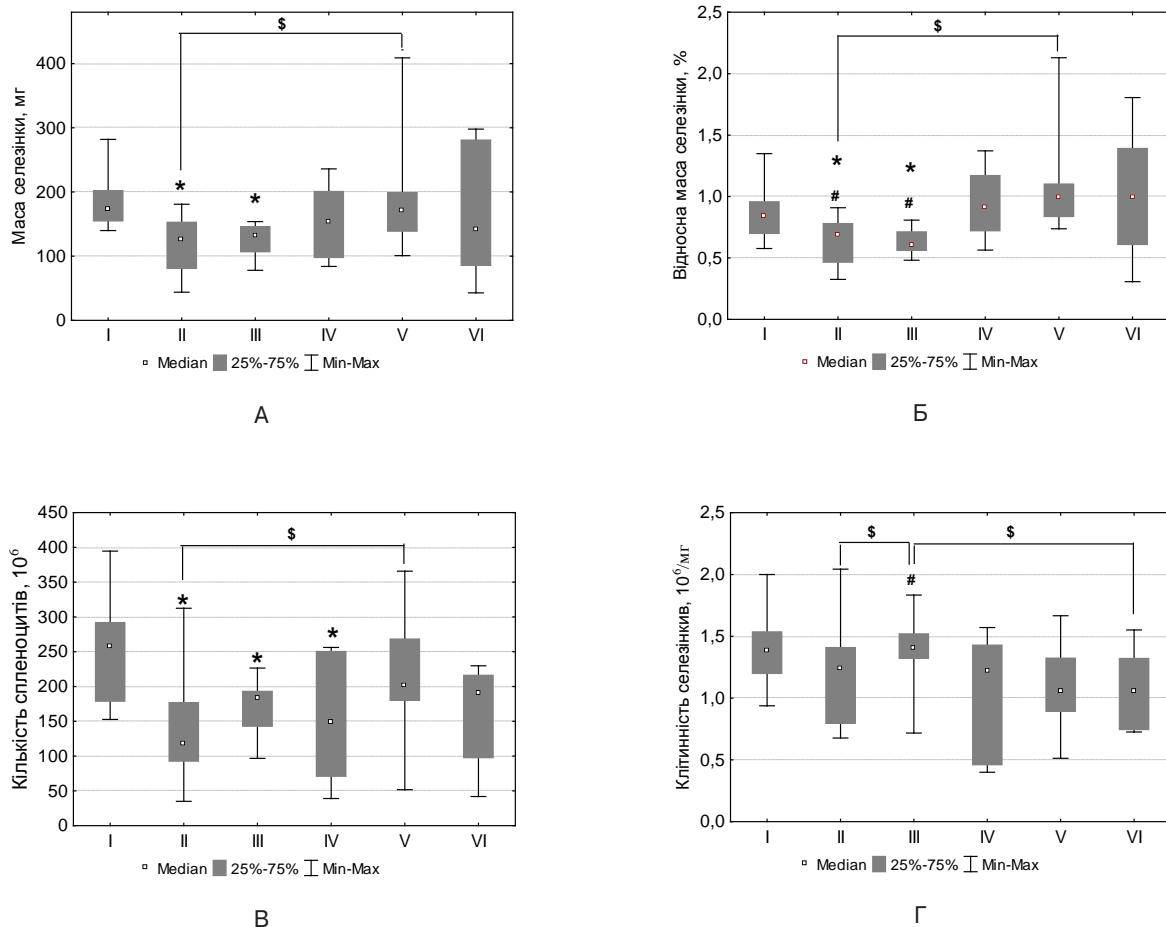 $
Маса селезінки, мг
400
300
200
100
0
* *
I II III IV V VI
Median 25%-75% Min-Max
А
$
Відносна маса селезінки, %
2,5
2,0
1,5
1,0
0,5
0,0
* *
# #
I II III IV V VI
Median 25%-75% Min-Max
Б
$
Кількість спленоцитів, 10⁶
450
400
350
300
250
200
150
100
50
0
* * *
I II III IV V VI
Median 25%-75% Min-Max
В
$ $
Клітинність селезінкив, 10⁶/мг
2,5
2,0
1,5
1,0
0,5
0,0
#
I II III IV V VI
Median 25%-75% Min-Max
Г